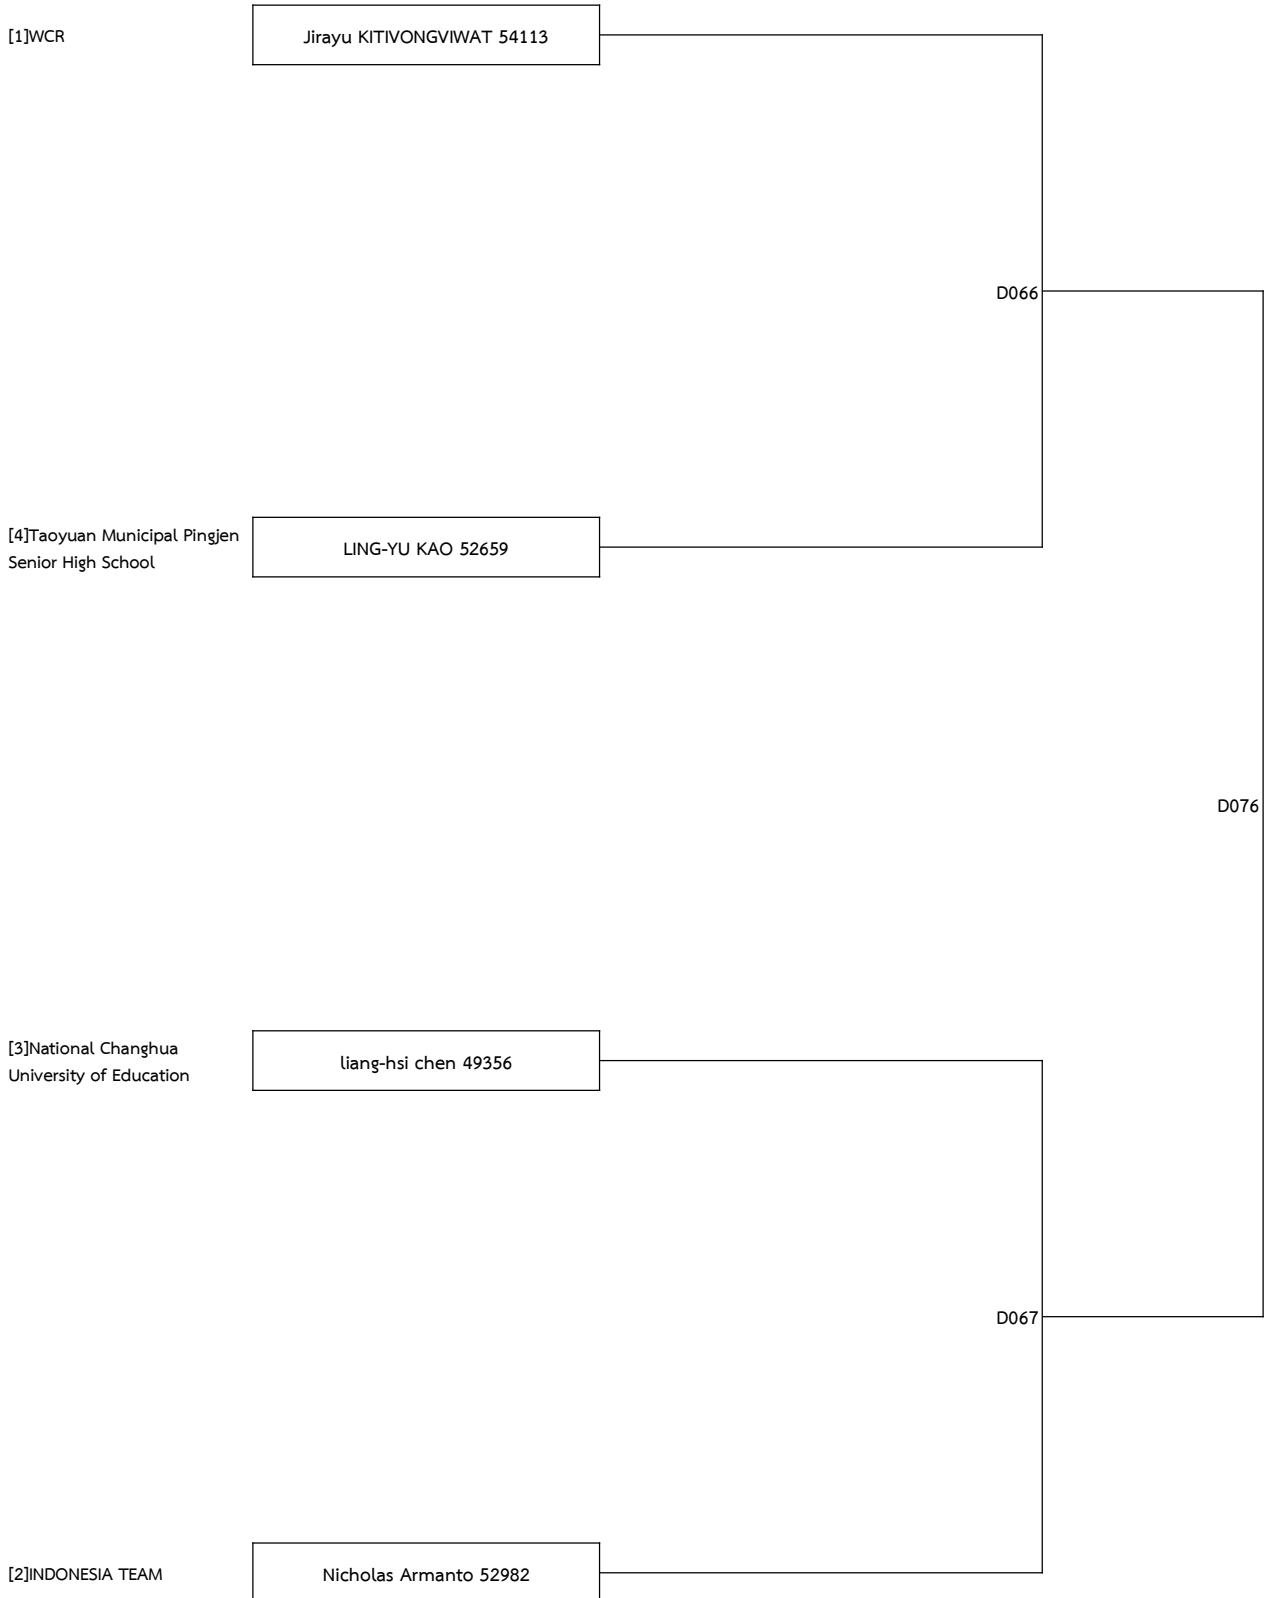 [1]WCR
Jirayu KITIVONGVIWAT 54113
D066
[4]Taoyuan Municipal Pingjen
Senior High School
LING-YU KAO 52659
D076
[3]National Changhua
University of Education
liang-hsi chen 49356
D067
[2]INDONESIA TEAM
Nicholas Armanto 52982